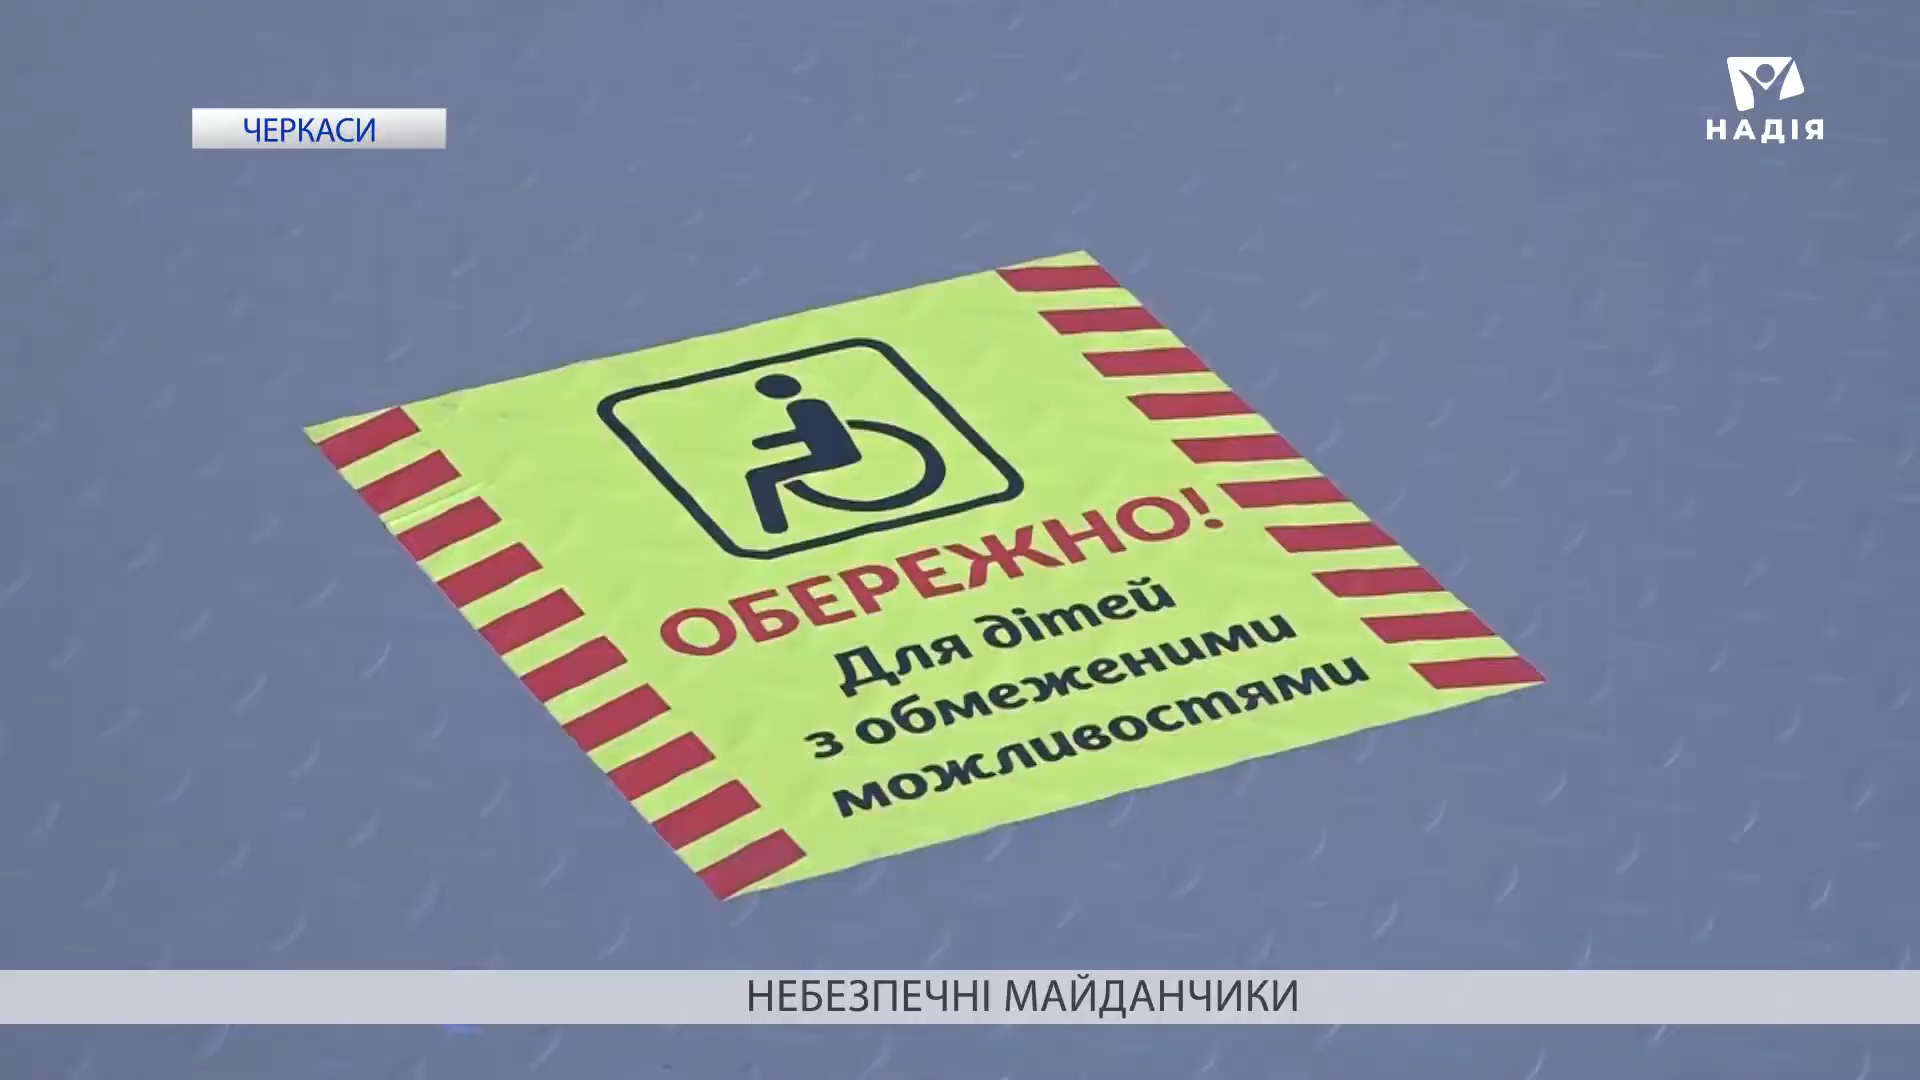 ЧЕРКАСИ
НАДІЯ
ОБЕРЕЖНО!
Для дітей
з обмеженими
можливостями
НЕБЕЗПЕЧНІ МАЙДАНЧИКИ